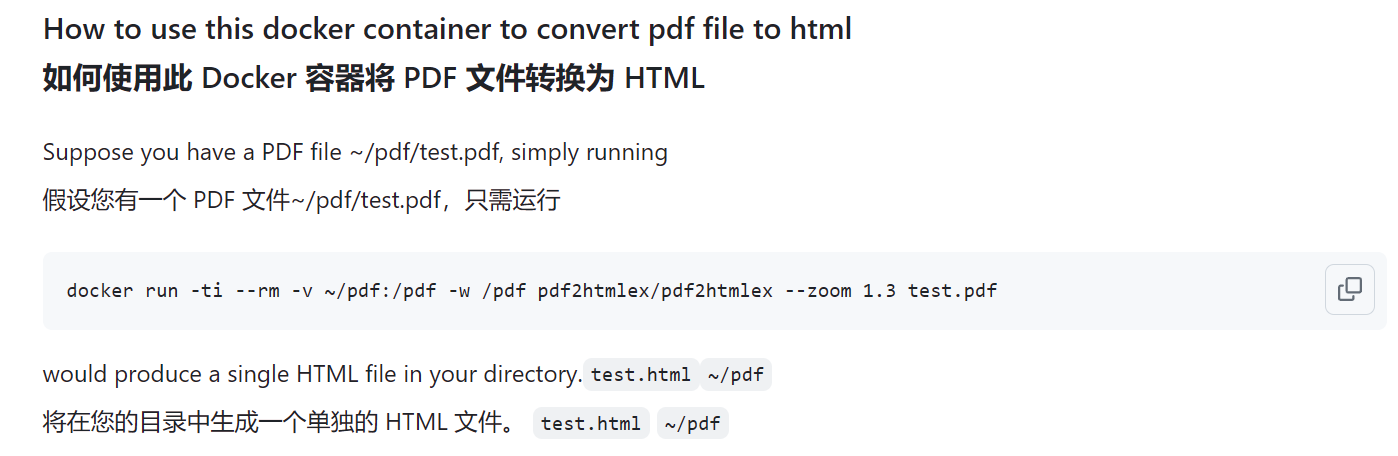 How to use this docker container to convert pdf file to html
如何使用此 Docker 容器将 PDF 文件转换为 HTML
Suppose you have a PDF file ~/pdf/test.pdf, simply running
假设您有一个 PDF 文件~/pdf/test.pdf，只需运行
docker run -ti --rm -v ~/pdf:/pdf -w /pdf pdf2htmlex/pdf2htmlex --zoom 1.3 test.pdf
would produce a single HTML file in your directory. test.html ~/pdf
将在您的目录中生成一个单独的 HTML 文件。 test.html ~/pdf